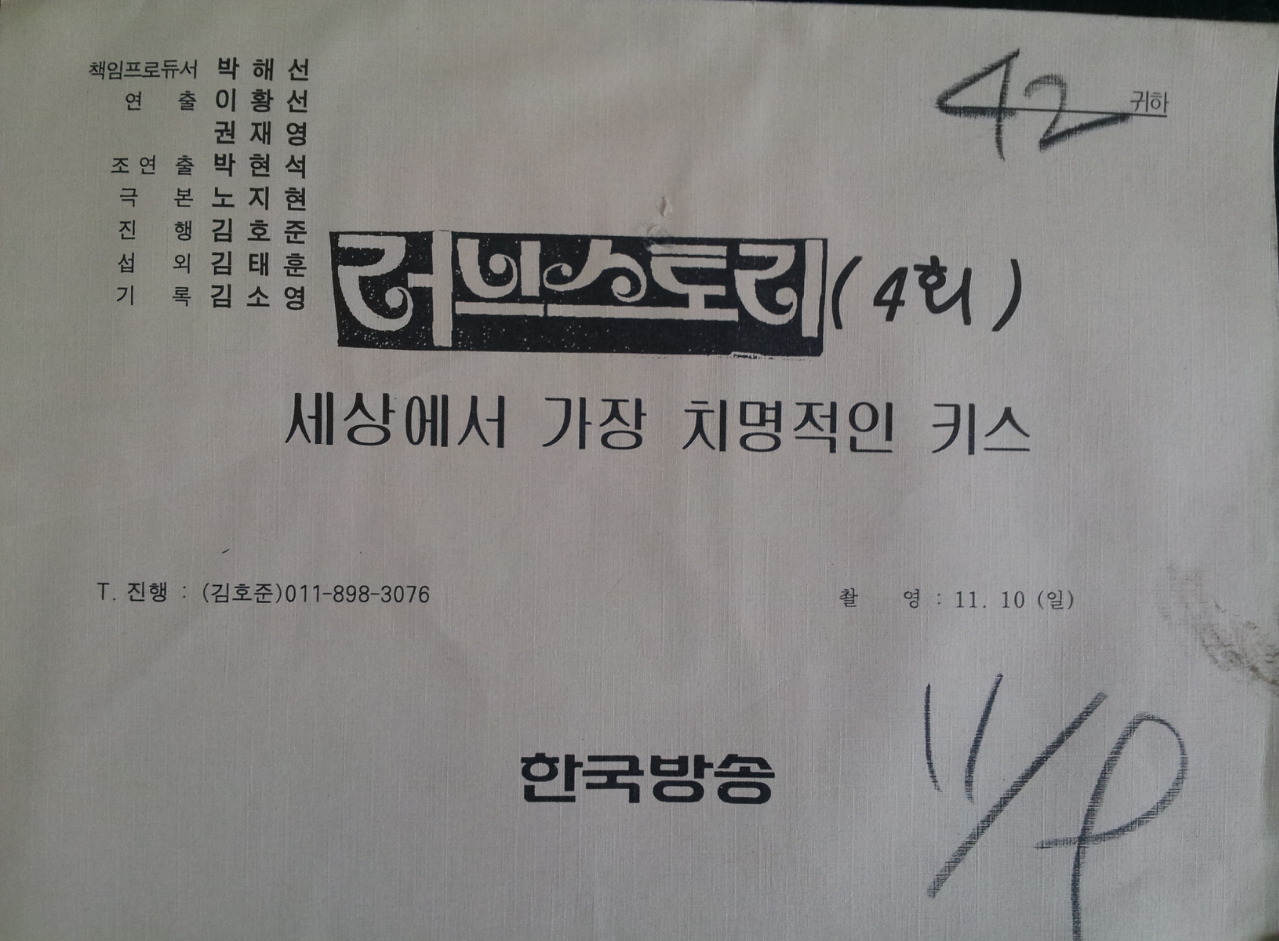 책임프로듀서 박해선
연 출 이황선
권재영
조연출 박현석
극 본 노지현
진 행 김호준
섭 외 김태훈
기 록 김소영
42 귀하
러브스토리 (4회)
세상에서 가장 치명적인 키스
T. 진행 : (김호준)011-898-3076
촬 영 : 11. 10 (일)
한국방송